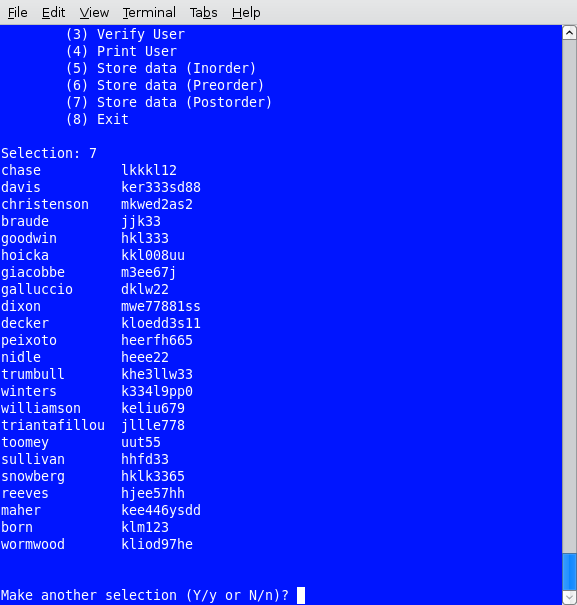 File Edit View Terminal Tabs Help
(3) Verify User
(4) Print User
(5) Store data (Inorder)
(6) Store data (Preorder)
(7) Store data (Postorder)
(8) Exit
Selection: 7
chase lkkkl12
davis ker333sd88
christenson mkwed2as2
braude jjk33
goodwin hkl333
hoicka kkl008uu
giacobbe m3ee67j
galluccio dklw22
dixon mwe77881ss
decker kloedd3s11
peixoto heerfh665
nidle heee22
trumbull khe3llw33
winters k334l9pp0
williamson keliu679
triantafillou jllle778
toomey uut55
sullivan hhfd33
snowberg hklk3365
reeves hjee57hh
maher kee446ysdd
born klm123
wormwood kliod97he
Make another selection (Y/y or N/n)?